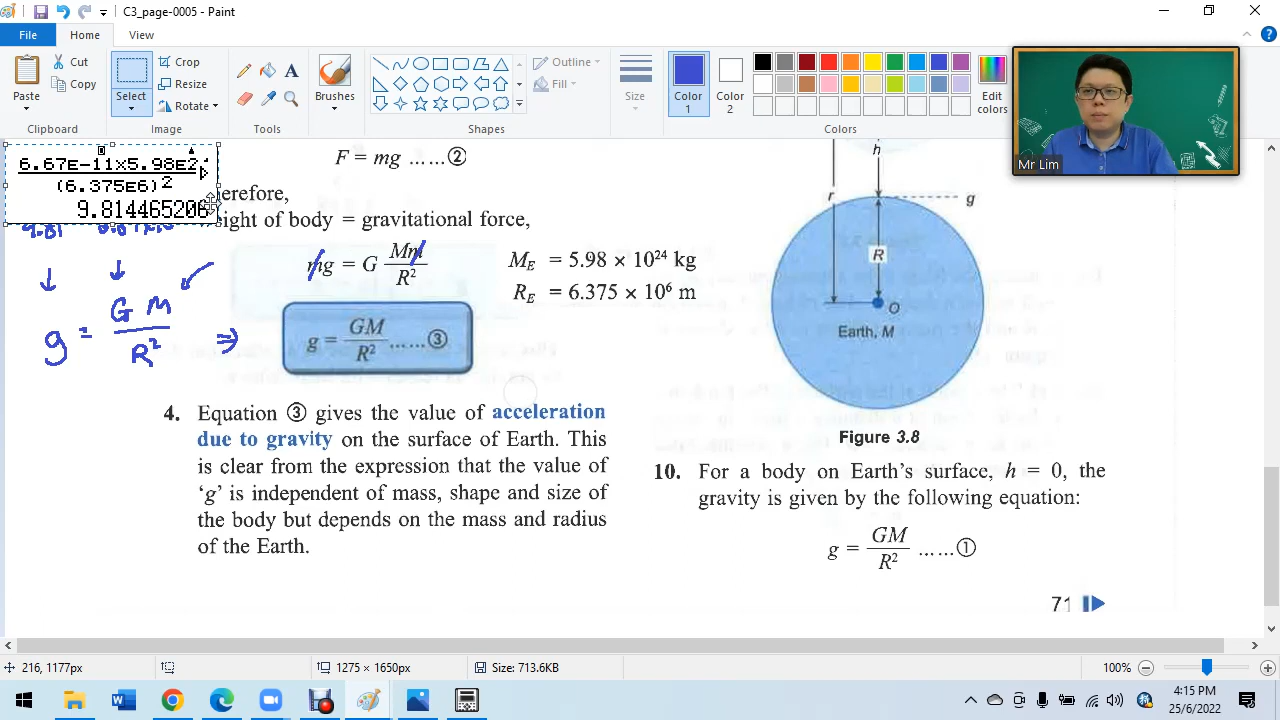 C3_page-0005 - Paint
File
Home
View
Paste
Cut
Copy
Clipboard
Select
Crop
Resize
Rotate
Image
Tools
Brushes
Shapes
Outline
Fill
Size
Color 1
Color 2
Edit colors
Colors
Mr Lim
6.67E-11x5.98E2
(6.375E6)²
9.814465206
F = mg ……②
herefore,
eight of body = gravitational force,
mg = G Mm
R²
M_E = 5.98 × 10²⁴ kg
R_E = 6.375 × 10⁶ m
g = GM
R² ……③
9.81
g = G M
R² ⇒
4. Equation ③ gives the value of acceleration
due to gravity on the surface of Earth. This
is clear from the expression that the value of
‘g’ is independent of mass, shape and size of
the body but depends on the mass and radius
of the Earth.
h
r
g
R
O
Earth, M
Figure 3.8
10. For a body on Earth's surface, h = 0, the
gravity is given by the following equation:
g = GM
R² ……①
71
216, 1177px
1275 × 1650px
Size: 713.6KB
100%
4:15 PM
25/6/2022